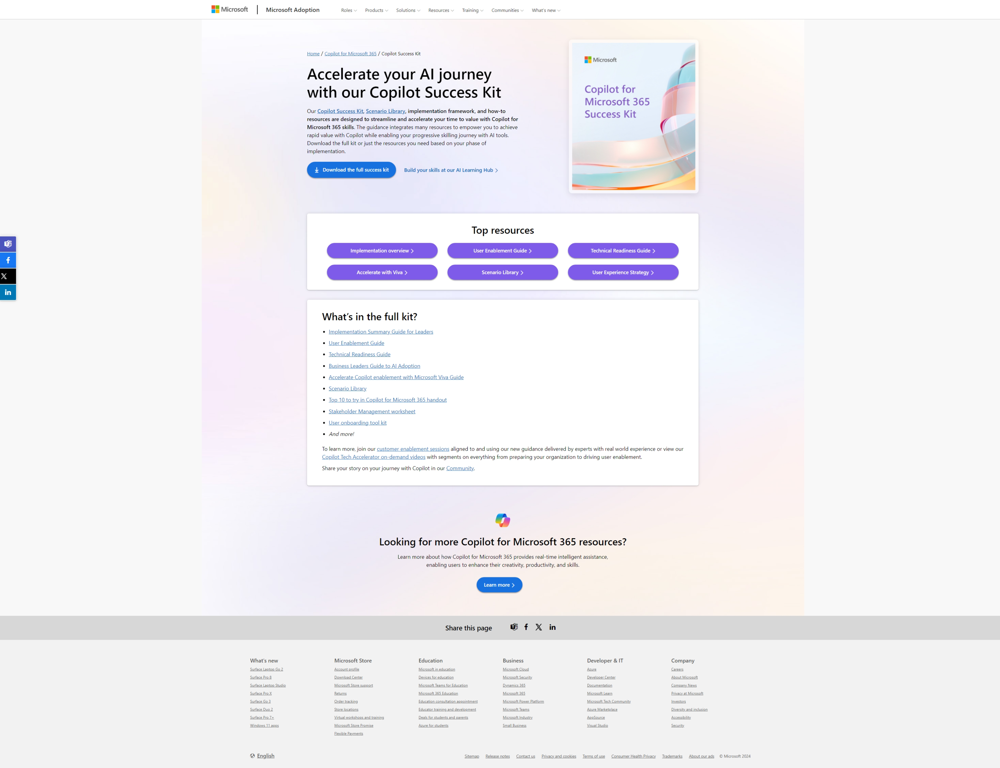 Microsoft
Microsoft Adoption
Roles
Products
Solutions
Resources
Training
Communities
What's new
Home / Copilot for Microsoft 365 / Copilot Success Kit
Accelerate your AI journey
with our Copilot Success Kit
Our Copilot Success Kit, Scenario Library, implementation framework, and how-to
resources are designed to streamline and accelerate your time to value with Copilot for
Microsoft 365 skills. The guidance integrates many resources to empower you to achieve
rapid value with Copilot while enabling your progressive skilling journey with AI tools.
Download the full kit or just the resources you need based on your phase of
implementation.
Download the full success kit
Build your skills at our AI Learning Hub
Microsoft
Copilot for
Microsoft 365
Success Kit
Top resources
Implementation overview
User Enablement Guide
Technical Readiness Guide
Accelerate with Viva
Scenario Library
User Experience Strategy
What's in the full kit?
• Implementation Summary Guide for Leaders
• User Enablement Guide
• Technical Readiness Guide
• Business Leaders Guide to AI Adoption
• Accelerate Copilot enablement with Microsoft Viva Guide
• Scenario Library
• Top 10 to try in Copilot for Microsoft 365 handout
• Stakeholder Management worksheet
• User onboarding tool kit
• And more!
To learn more, join our customer enablement sessions aligned to and using our new guidance delivered by experts with real world experience or view our
Copilot Tech Accelerator on-demand videos with segments on everything from preparing your organization to driving user enablement.
Share your story on your journey with Copilot in our Community.
Looking for more Copilot for Microsoft 365 resources?
Learn more about how Copilot for Microsoft 365 provides real-time intelligent assistance,
enabling users to enhance their creativity, productivity, and skills.
Learn more
Share this page
What's new
Surface Laptop Go 2
Surface Pro 8
Surface Laptop Studio
Surface Pro X
Surface Go 3
Surface Duo 2
Surface Pro 7+
Windows 11 apps
Microsoft Store
Account profile
Download Center
Microsoft Store support
Returns
Order tracking
Store locations
Virtual workshops and training
Microsoft Store Promise
Flexible Payments
Education
Microsoft in education
Devices for education
Microsoft Teams for Education
Microsoft 365 Education
Education consultation appointment
Educator training and development
Deals for students and parents
Azure for students
Business
Microsoft Cloud
Microsoft Security
Dynamics 365
Microsoft 365
Microsoft Power Platform
Microsoft Teams
Microsoft Industry
Small Business
Developer & IT
Azure
Developer Center
Documentation
Microsoft Learn
Microsoft Tech Community
Azure Marketplace
AppSource
Visual Studio
Company
Careers
About Microsoft
Company News
Privacy at Microsoft
Investors
Diversity and inclusion
Accessibility
Security
English
Sitemap
Release notes
Contact us
Privacy and cookies
Terms of use
Consumer Health Privacy
Trademarks
About our ads
© Microsoft 2024